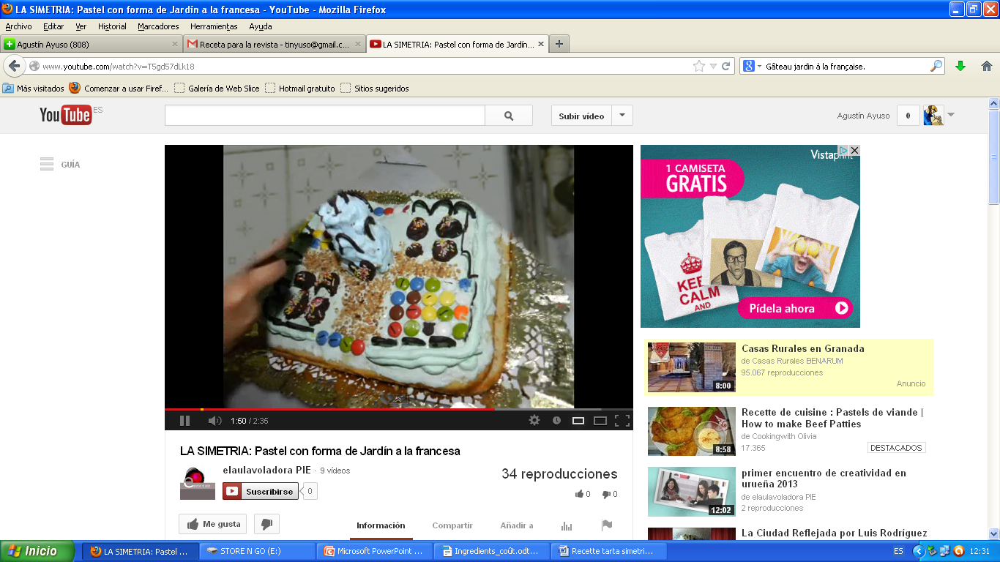 LA SIMETRIA: Pastel con forma de Jardín a la francesa - YouTube - Mozilla Firefox
Archivo Editar Ver Historial Marcadores Herramientas Ayuda
Agustín Ayuso (808)
Receta para la revista - tinyuso@gmail.c...
LA SIMETRIA: Pastel con forma de Jardín...
www.youtube.com/watch?v=T5gd57dLk18
Gâteau jardin à la française.
Más visitados Comenzar a usar Firef... Galería de Web Slice Hotmail gratuito Sitios sugeridos
YouTube ES
Subir vídeo
Agustín Ayuso 0
GUÍA
Vistaprint
1 CAMISETA
GRATIS
KEEP
CALM
AND
Pídela ahora
1:50 / 2:35
LA SIMETRIA: Pastel con forma de Jardín a la francesa
elaulavoladora PIE · 9 vídeos
Suscribirse 0
34 reproducciones
0 0
Me gusta
Información Compartir Añadir a
8:00
Casas Rurales en Granada
de Casas Rurales BENARUM
95.067 reproducciones
Anuncio
8:58
Recette de cuisine : Pastels de viande |
How to make Beef Patties
de Cookingwith Olivia
17.365
DESTACADOS
12:02
primer encuentro de creatividad en
urueña 2013
de elaulavoladora PIE
2 reproducciones
La Ciudad Reflejada por Luis Rodríguez
Inicio
LA SIMETRIA: Pastel ...
STORE N GO (E:)
Microsoft PowerPoint ...
Ingredients_coût.odt...
Recette tarta simetri...
ES
12:31